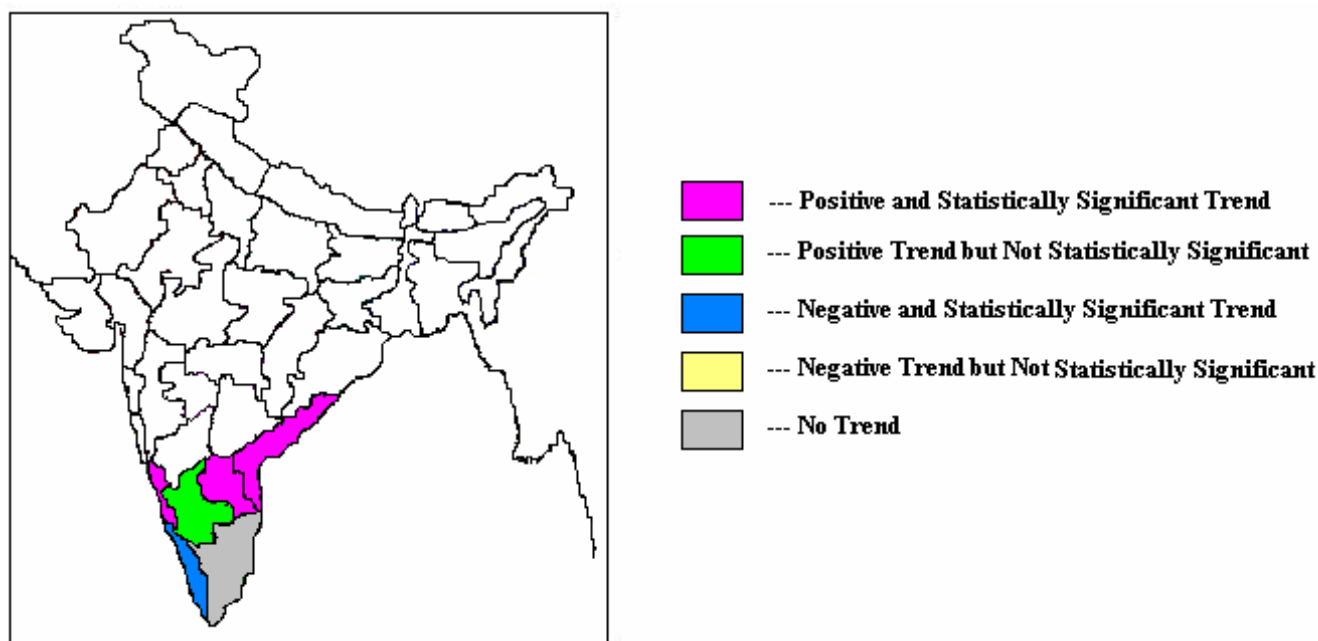 --- Positive and Statistically Significant Trend
--- Positive Trend but Not Statistically Significant
--- Negative and Statistically Significant Trend
--- Negative Trend but Not Statistically Significant
--- No Trend